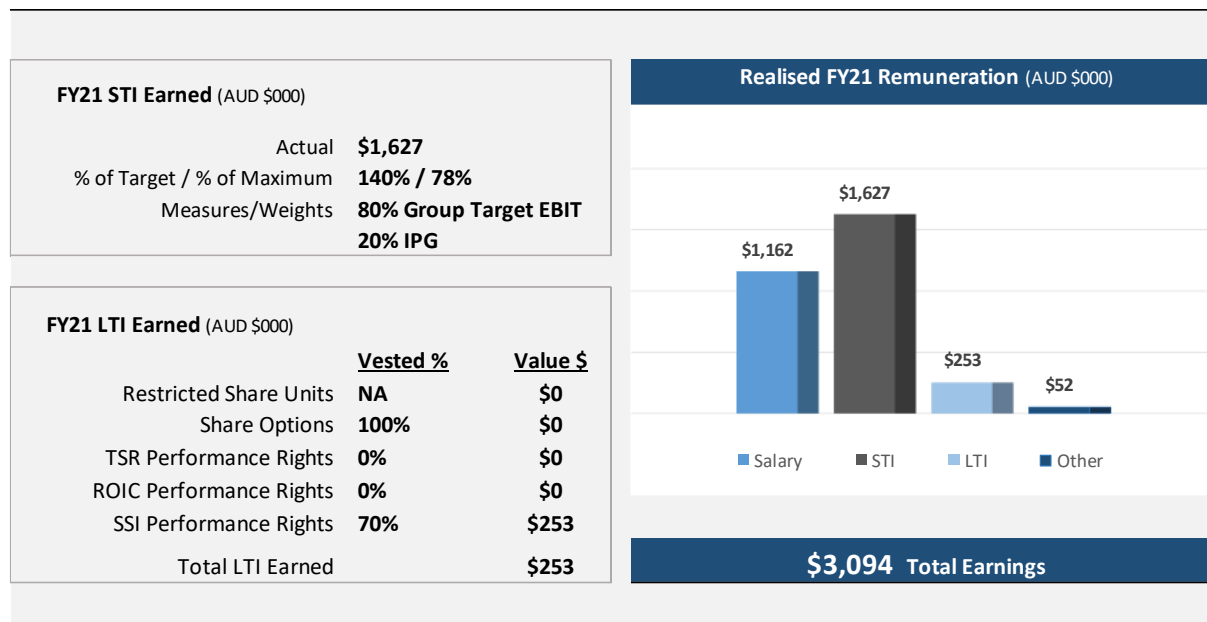 FY21 STI Earned (AUD $000)
Actual $1,627
% of Target / % of Maximum 140% / 78%
Measures/Weights 80% Group Target EBIT
20% IPG
FY21 LTI Earned (AUD $000)
Vested % Value $
Restricted Share Units NA $0
Share Options 100% $0
TSR Performance Rights 0% $0
ROIC Performance Rights 0% $0
SSI Performance Rights 70% $253
Total LTI Earned $253
Realised FY21 Remuneration (AUD $000)
$1,627
$1,162
$253
$52
Salary STI LTI Other
$3,094 Total Earnings